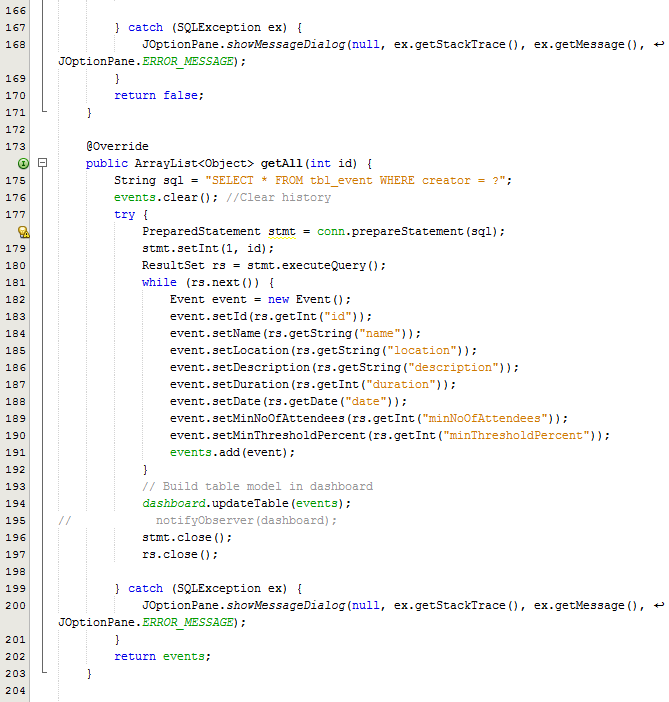 166
167 } catch (SQLException ex) {
168 JOptionPane.showMessageDialog(null, ex.getStackTrace(), ex.getMessage(), ↵
JOptionPane.ERROR_MESSAGE);
169 }
170 return false;
171 }
172
173 @Override
public ArrayList<Object> getAll(int id) {
175 String sql = "SELECT * FROM tbl_event WHERE creator = ?";
176 events.clear(); //Clear history
177 try {
PreparedStatement stmt = conn.prepareStatement(sql);
179 stmt.setInt(1, id);
180 ResultSet rs = stmt.executeQuery();
181 while (rs.next()) {
182 Event event = new Event();
183 event.setId(rs.getInt("id"));
184 event.setName(rs.getString("name"));
185 event.setLocation(rs.getString("location"));
186 event.setDescription(rs.getString("description"));
187 event.setDuration(rs.getInt("duration"));
188 event.setDate(rs.getDate("date"));
189 event.setMinNoOfAttendees(rs.getInt("minNoOfAttendees"));
190 event.setMinThresholdPercent(rs.getInt("minThresholdPercent"));
191 events.add(event);
192 }
193 // Build table model in dashboard
194 dashboard.updateTable(events);
195 // notifyObserver(dashboard);
196 stmt.close();
197 rs.close();
198
199 } catch (SQLException ex) {
200 JOptionPane.showMessageDialog(null, ex.getStackTrace(), ex.getMessage(), ↵
JOptionPane.ERROR_MESSAGE);
201 }
202 return events;
203 }
204